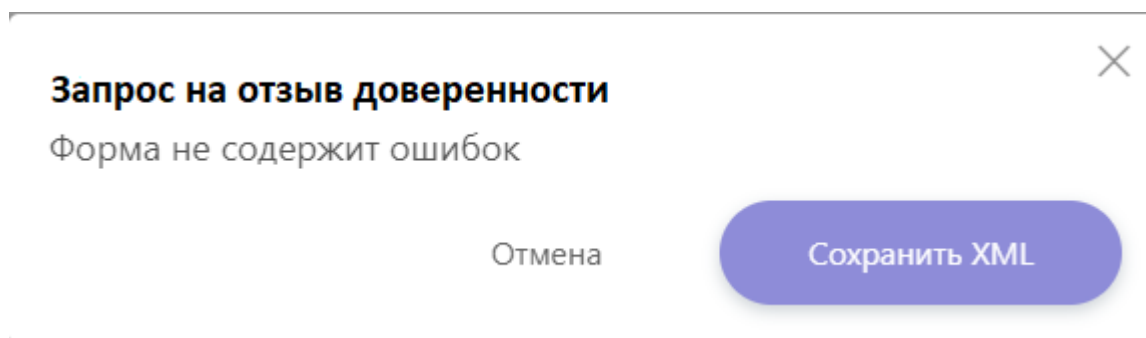 Запрос на отзыв доверенности
Форма не содержит ошибок
Отмена
Сохранить XML